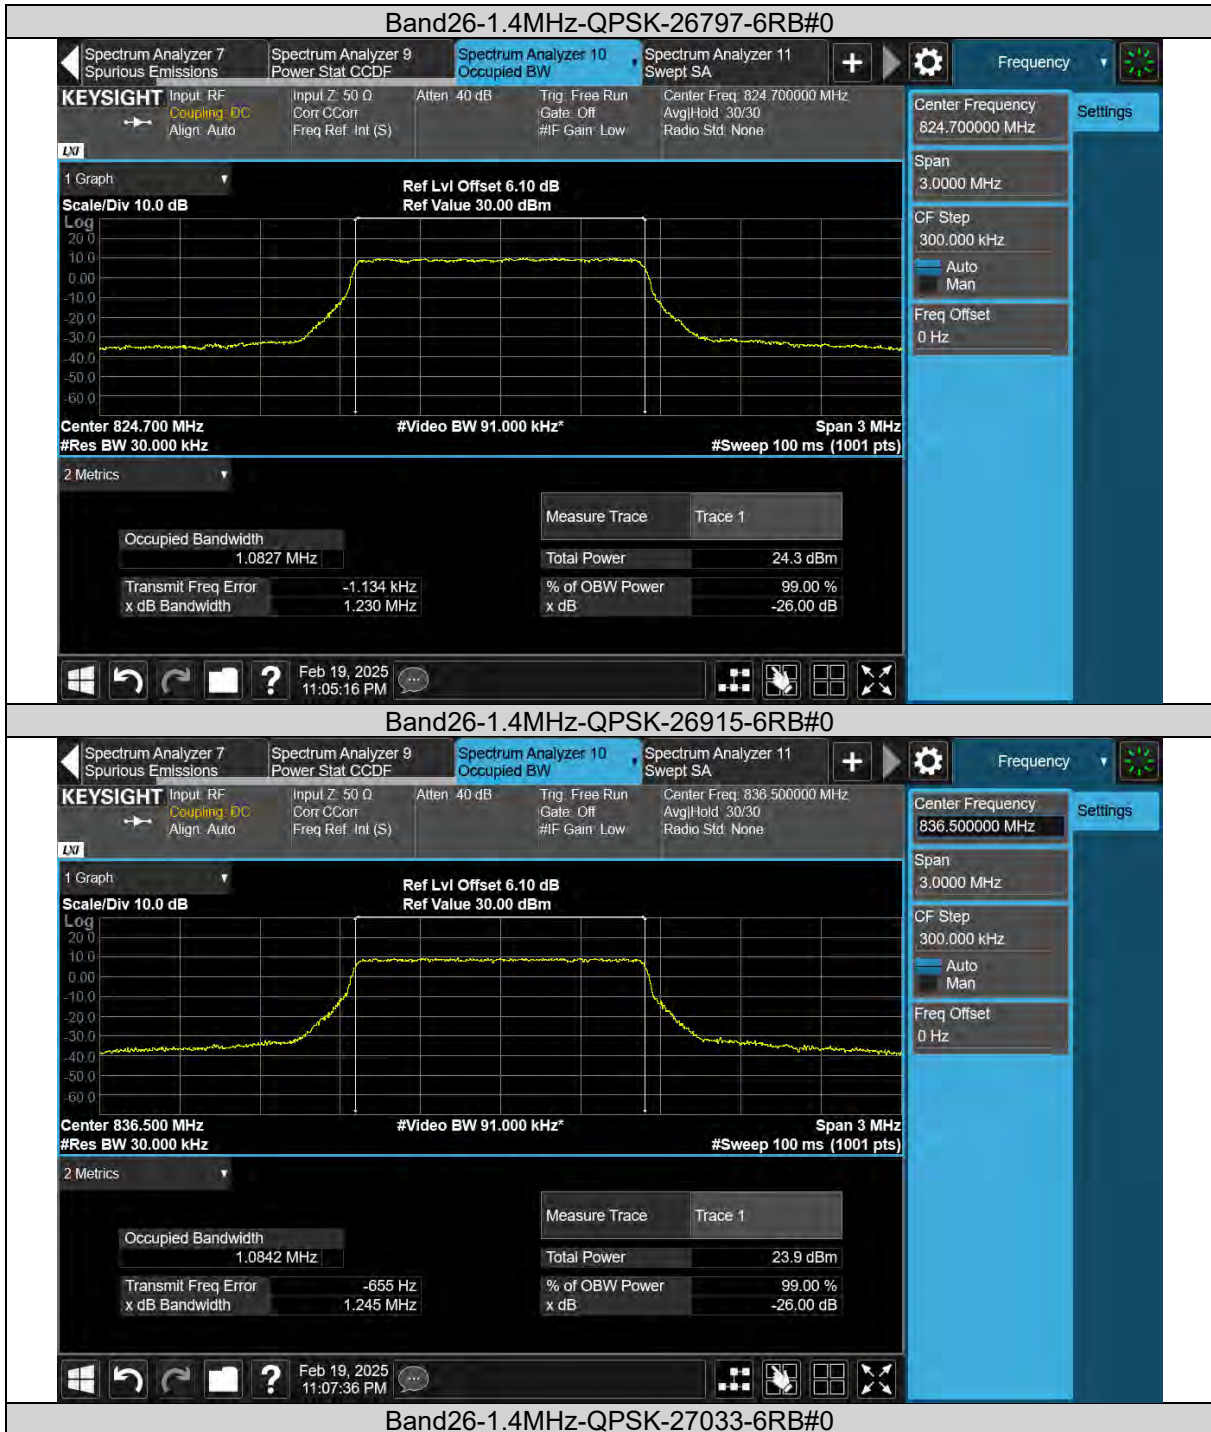 Band26-1.4MHz-QPSK-26797-6RB#0
Spectrum Analyzer 7
Spurious Emissions
Spectrum Analyzer 9
Power Stat CCDF
Spectrum Analyzer 10
Occupied BW
Spectrum Analyzer 11
Swept SA
+
Frequency
KEYSIGHT
Input: RF
Coupling: DC
Align: Auto
Input Z: 50 Ω
Corr CCorr
Freq Ref: Int (S)
Atten: 40 dB
Trig: Free Run
Gate: Off
#IF Gain: Low
Center Freq: 824.700000 MHz
Avg|Hold: 30/30
Radio Std: None
LXI
Center Frequency
824.700000 MHz
Settings
Span
3.0000 MHz
CF Step
300.000 kHz
Auto
Man
Freq Offset
0 Hz
1 Graph
Scale/Div 10.0 dB
Ref Lvl Offset 6.10 dB
Ref Value 30.00 dBm
Log
20.0
10.0
0.00
-10.0
-20.0
-30.0
-40.0
-50.0
-60.0
Center 824.700 MHz
#Res BW 30.000 kHz
#Video BW 91.000 kHz*
Span 3 MHz
#Sweep 100 ms (1001 pts)
2 Metrics
Measure Trace Trace 1
Occupied Bandwidth
1.0827 MHz
Total Power 24.3 dBm
Transmit Freq Error -1.134 kHz
% of OBW Power 99.00 %
x dB Bandwidth 1.230 MHz
x dB -26.00 dB
?
Feb 19, 2025
11:05:16 PM
Band26-1.4MHz-QPSK-26915-6RB#0
Spectrum Analyzer 7
Spurious Emissions
Spectrum Analyzer 9
Power Stat CCDF
Spectrum Analyzer 10
Occupied BW
Spectrum Analyzer 11
Swept SA
+
Frequency
KEYSIGHT
Input: RF
Coupling: DC
Align: Auto
Input Z: 50 Ω
Corr CCorr
Freq Ref: Int (S)
Atten: 40 dB
Trig: Free Run
Gate: Off
#IF Gain: Low
Center Freq: 836.500000 MHz
Avg|Hold: 30/30
Radio Std: None
LXI
Center Frequency
836.500000 MHz
Settings
Span
3.0000 MHz
CF Step
300.000 kHz
Auto
Man
Freq Offset
0 Hz
1 Graph
Scale/Div 10.0 dB
Ref Lvl Offset 6.10 dB
Ref Value 30.00 dBm
Log
20.0
10.0
0.00
-10.0
-20.0
-30.0
-40.0
-50.0
-60.0
Center 836.500 MHz
#Res BW 30.000 kHz
#Video BW 91.000 kHz*
Span 3 MHz
#Sweep 100 ms (1001 pts)
2 Metrics
Measure Trace Trace 1
Occupied Bandwidth
1.0842 MHz
Total Power 23.9 dBm
Transmit Freq Error -655 Hz
% of OBW Power 99.00 %
x dB Bandwidth 1.245 MHz
x dB -26.00 dB
?
Feb 19, 2025
11:07:36 PM
Band26-1.4MHz-QPSK-27033-6RB#0